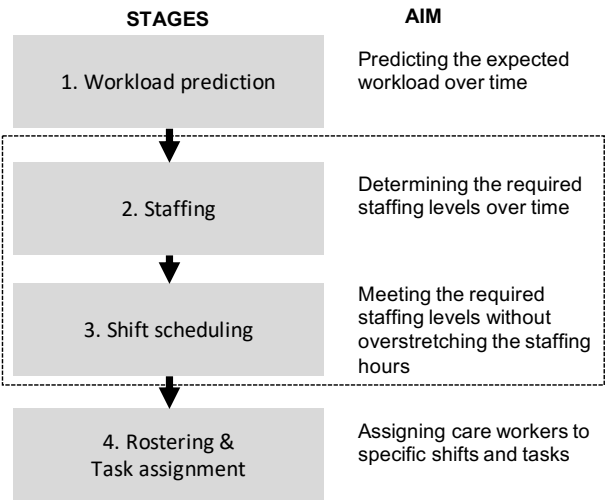 STAGES AIM
1. Workload prediction
Predicting the expected
workload over time
2. Staffing
Determining the required
staffing levels over time
3. Shift scheduling
Meeting the required
staffing levels without
overstretching the staffing
hours
4. Rostering &
Task assignment
Assigning care workers to
specific shifts and tasks